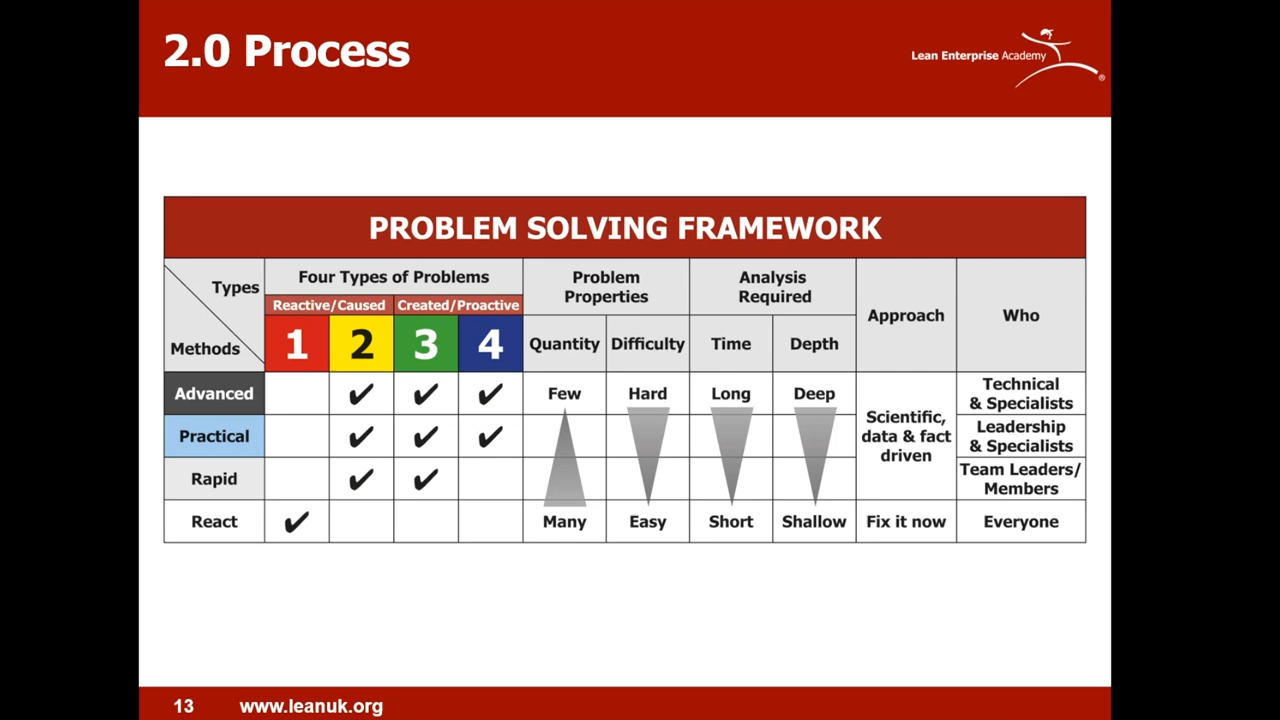 2.0 Process
Lean Enterprise Academy
®
PROBLEM SOLVING FRAMEWORK
Types
Methods
Four Types of Problems
Reactive/Caused
Created/Proactive
1 2 3 4
Problem
Properties
Quantity Difficulty
Analysis
Required
Time Depth
Approach
Who
Advanced ✔ ✔ ✔ Few Hard Long Deep
Technical
& Specialists
Practical ✔ ✔ ✔
Scientific,
data & fact
driven
Leadership
& Specialists
Rapid ✔ ✔
Team Leaders/
Members
React ✔ Many Easy Short Shallow Fix it now Everyone
13 www.leanuk.org